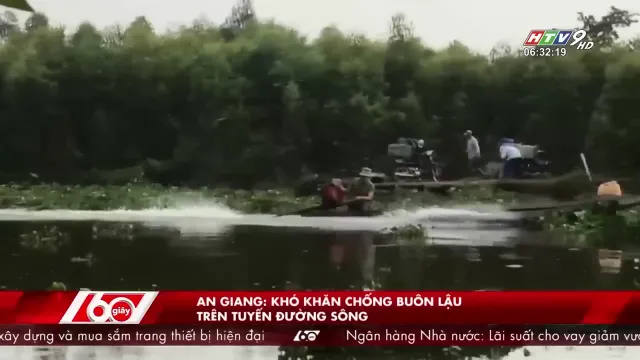 HTV9 HD
06:32:19
60 giây
AN GIANG: KHÓ KHĂN CHỐNG BUÔN LẬU
TRÊN TUYẾN ĐƯỜNG SÔNG
xây dựng và mua sắm trang thiết bị hiện đại 60 Ngân hàng Nhà nước: Lãi suất cho vay giảm